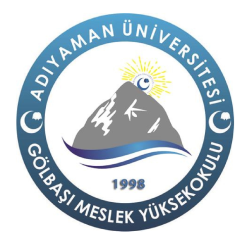 ADIYAMAN ÜNİVERSİTESİ
1998
GÖLBAŞI MESLEK YÜKSEKOKULU